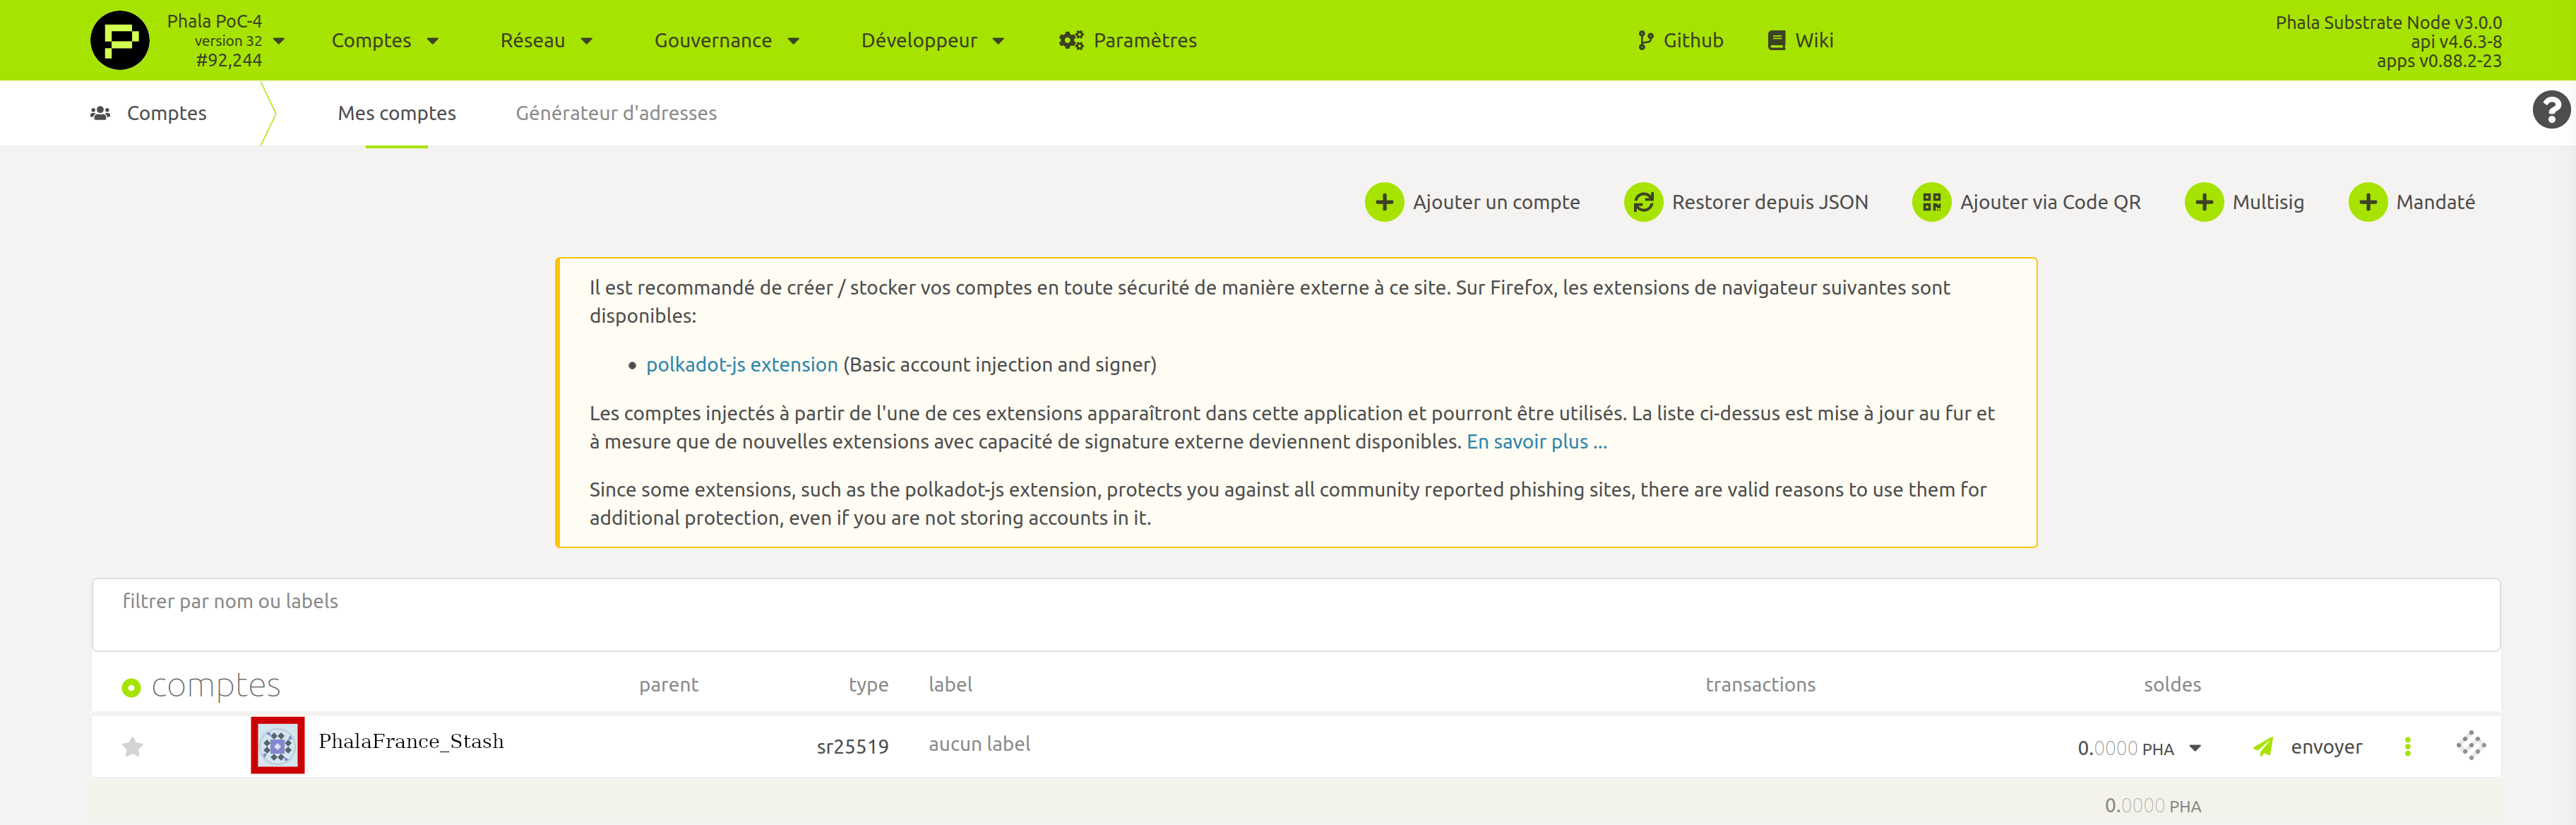 Phala PoC-4
version 32
#92,244
Comptes
Réseau
Gouvernance
Développeur
Paramètres
Github
Wiki
Phala Substrate Node v3.0.0
api v4.6.3-8
apps v0.88.2-23
Comptes
Mes comptes
Générateur d'adresses
Ajouter un compte
Restorer depuis JSON
Ajouter via Code QR
Multisig
Mandaté
Il est recommandé de créer / stocker vos comptes en toute sécurité de manière externe à ce site. Sur Firefox, les extensions de navigateur suivantes sont
disponibles:
• polkadot-js extension (Basic account injection and signer)
Les comptes injectés à partir de l'une de ces extensions apparaîtront dans cette application et pourront être utilisés. La liste ci-dessus est mise à jour au fur et
à mesure que de nouvelles extensions avec capacité de signature externe deviennent disponibles. En savoir plus ...
Since some extensions, such as the polkadot-js extension, protects you against all community reported phishing sites, there are valid reasons to use them for
additional protection, even if you are not storing accounts in it.
filtrer par nom ou labels
comptes parent type label transactions soldes
PhalaFrance_Stash sr25519 aucun label 0.0000 PHA envoyer
0.0000 PHA